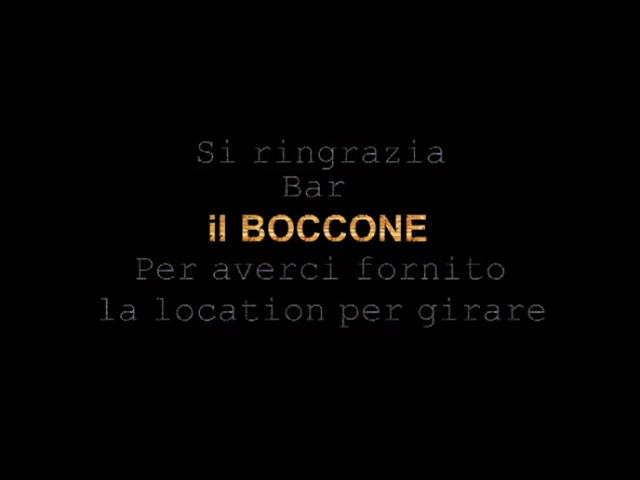 Si ringrazia
Bar
il BOCCONE
Per averci fornito
la location per girare